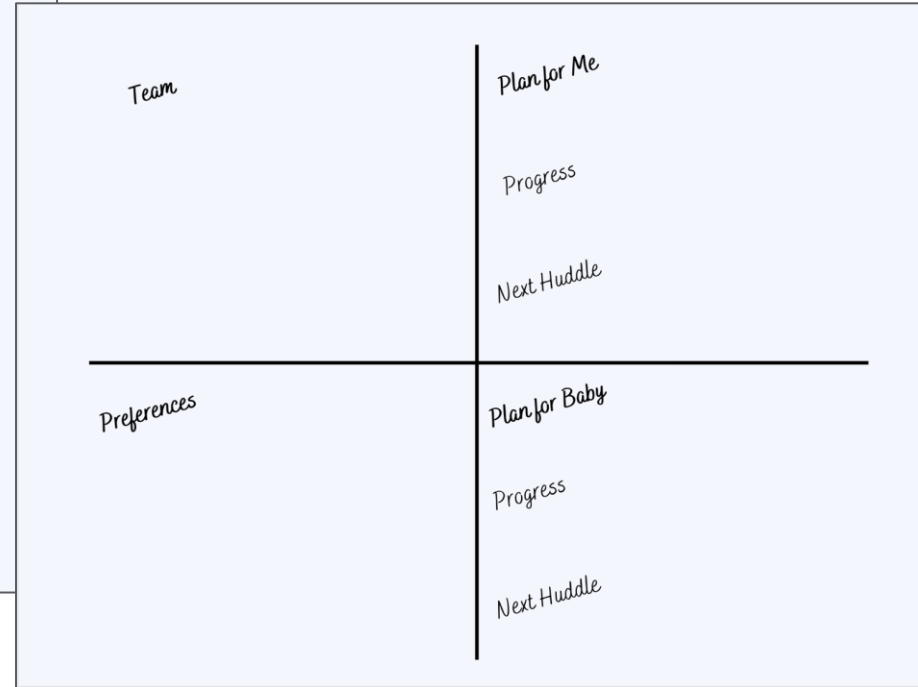 Team
Plan for Me
Progress
Next Huddle
Preferences
Plan for Baby
Progress
Next Huddle